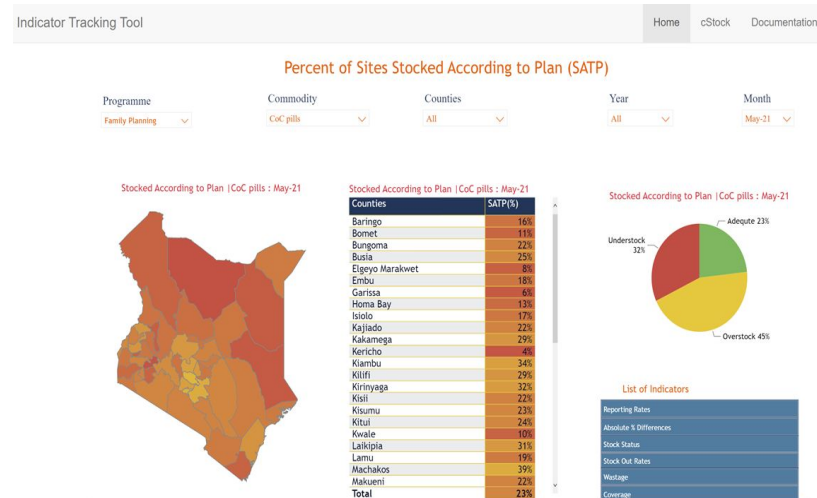 Indicator Tracking Tool
Home cStock Documentation
Percent of Sites Stocked According to Plan (SATP)
Programme Commodity Counties Year Month
Family Planning CoC pills All All May-21
Stocked According to Plan |CoC pills : May-21
Stocked According to Plan |CoC pills : May-21
Counties SATP(%)
Baringo 16%
Bomet 11%
Bungoma 22%
Busia 25%
Elgeyo Marakwet 8%
Embu 18%
Garissa 6%
Homa Bay 13%
Isiolo 17%
Kajiado 22%
Kakamega 29%
Kericho 4%
Kiambu 34%
Kilifi 29%
Kirinyaga 32%
Kisii 22%
Kisumu 23%
Kitui 24%
Kwale 10%
Laikipia 31%
Lamu 19%
Machakos 39%
Makueni 22%
Total 23%
Stocked According to Plan |CoC pills : May-21
Adequte 23%
Understock
32%
Overstock 45%
List of Indicators
Reporting Rates
Absolute % Differences
Stock Status
Stock Out Rates
Wastage
Coverage